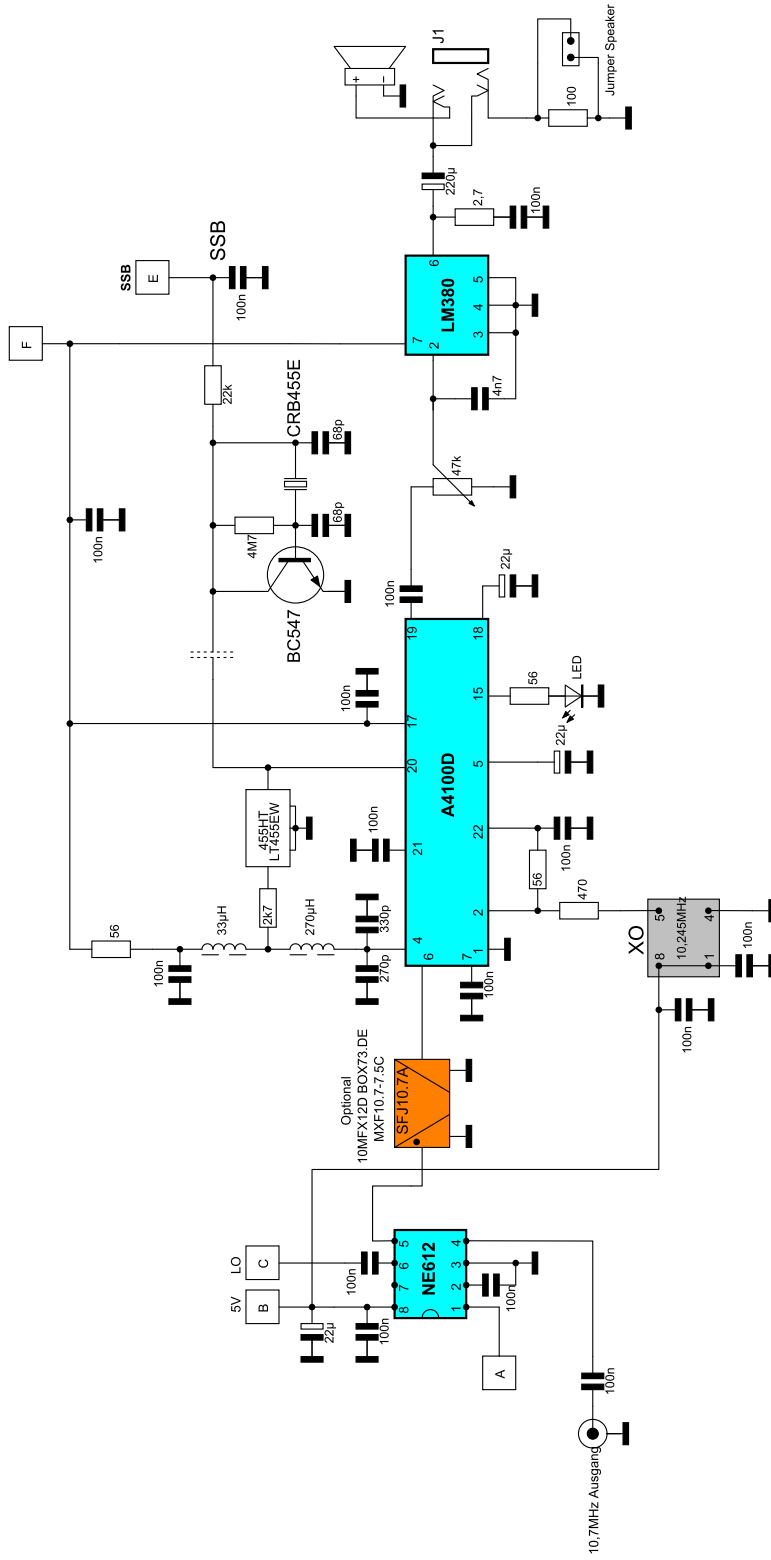 J1
+
−
100
Jumper Speaker
220µ
2,7
100n
SSB
E
SSB
100n
F
22k
CRB455E
68p
68p
4M7
BC547
100n
LM380
7
2
6
3
4
5
4n7
47k
100n
19
18
22µ
15
56
LED
17
100n
20
5
22µ
A4100D
21
100n
22
100n
56
2
470
455HT
LT455EW
2k7
33µH
270µH
56
100n
330p
270p
4
6
7
1
100n
XO
10,245MHz
5
4
8
1
100n
100n
Optional
10MFX12D BOX73.DE
MXF10.7-7.5C
SFJ10.7A
LO
C
5V
B
100n
22µ
100n
NE612
5
6
7
8
4
3
2
1
100n
A
100n
10,7MHz Ausgang